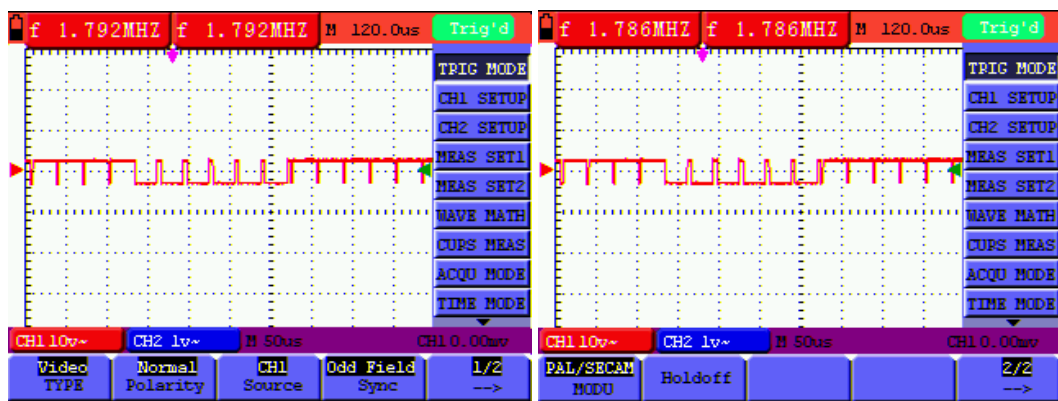 f 1.792MHZ f 1.792MHZ M 120.0us Trig'd
TRIG MODE
CH1 SETUP
CH2 SETUP
MEAS SET1
MEAS SET2
WAVE MATH
CUPS MEAS
ACQU MODE
TIME MODE
CH1 10v~ CH2 1v~ M 50us CH1 0.00mv
Video Normal CH1 Odd Field 1/2
TYPE Polarity Source Sync -->
f 1.786MHZ f 1.786MHZ M 120.0us Trig'd
TRIG MODE
CH1 SETUP
CH2 SETUP
MEAS SET1
MEAS SET2
WAVE MATH
CUPS MEAS
ACQU MODE
TIME MODE
CH1 10v~ CH2 1v~ M 50us CH1 0.00mv
PAL/SECAM Holdoff 2/2
MODU -->